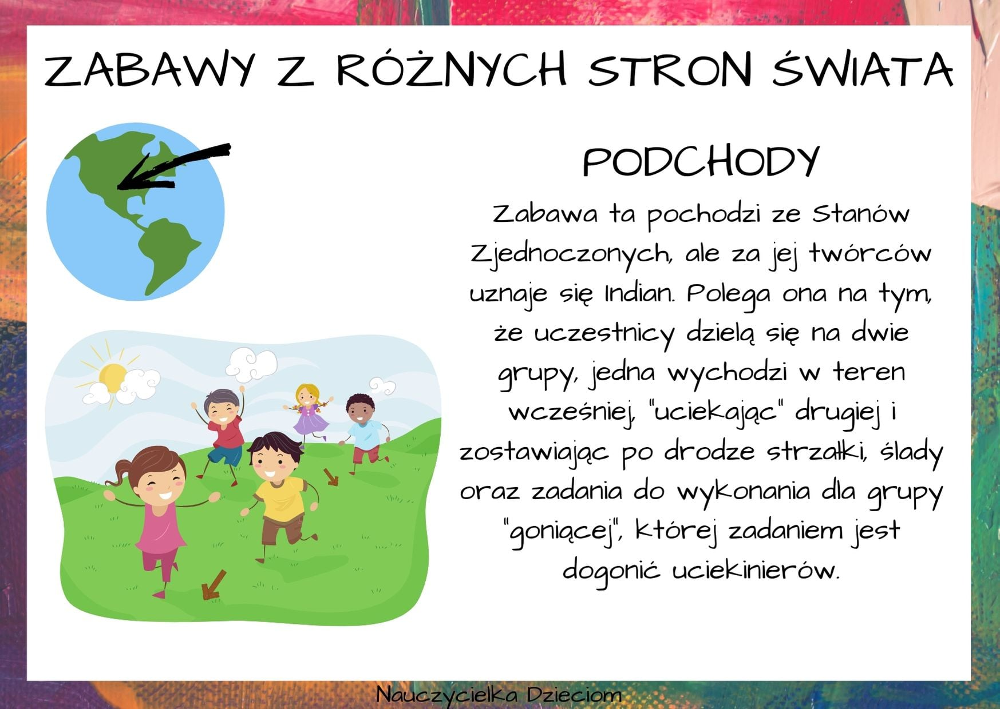 ZABAWY Z RÓŻNYCH STRON ŚWIATA
PODCHODY
Zabawa ta pochodzi ze Stanów
Zjednoczonych, ale za jej twórców
uznaje się Indian. Polega ona na tym,
że uczestnicy dzielą się na dwie
grupy, jedna wychodzi w teren
wcześniej, "uciekając" drugiej i
zostawiając po drodze strzałki, ślady
oraz zadania do wykonania dla grupy
"goniącej", której zadaniem jest
dogonić uciekinierów.
Nauczycielka Dzieciom